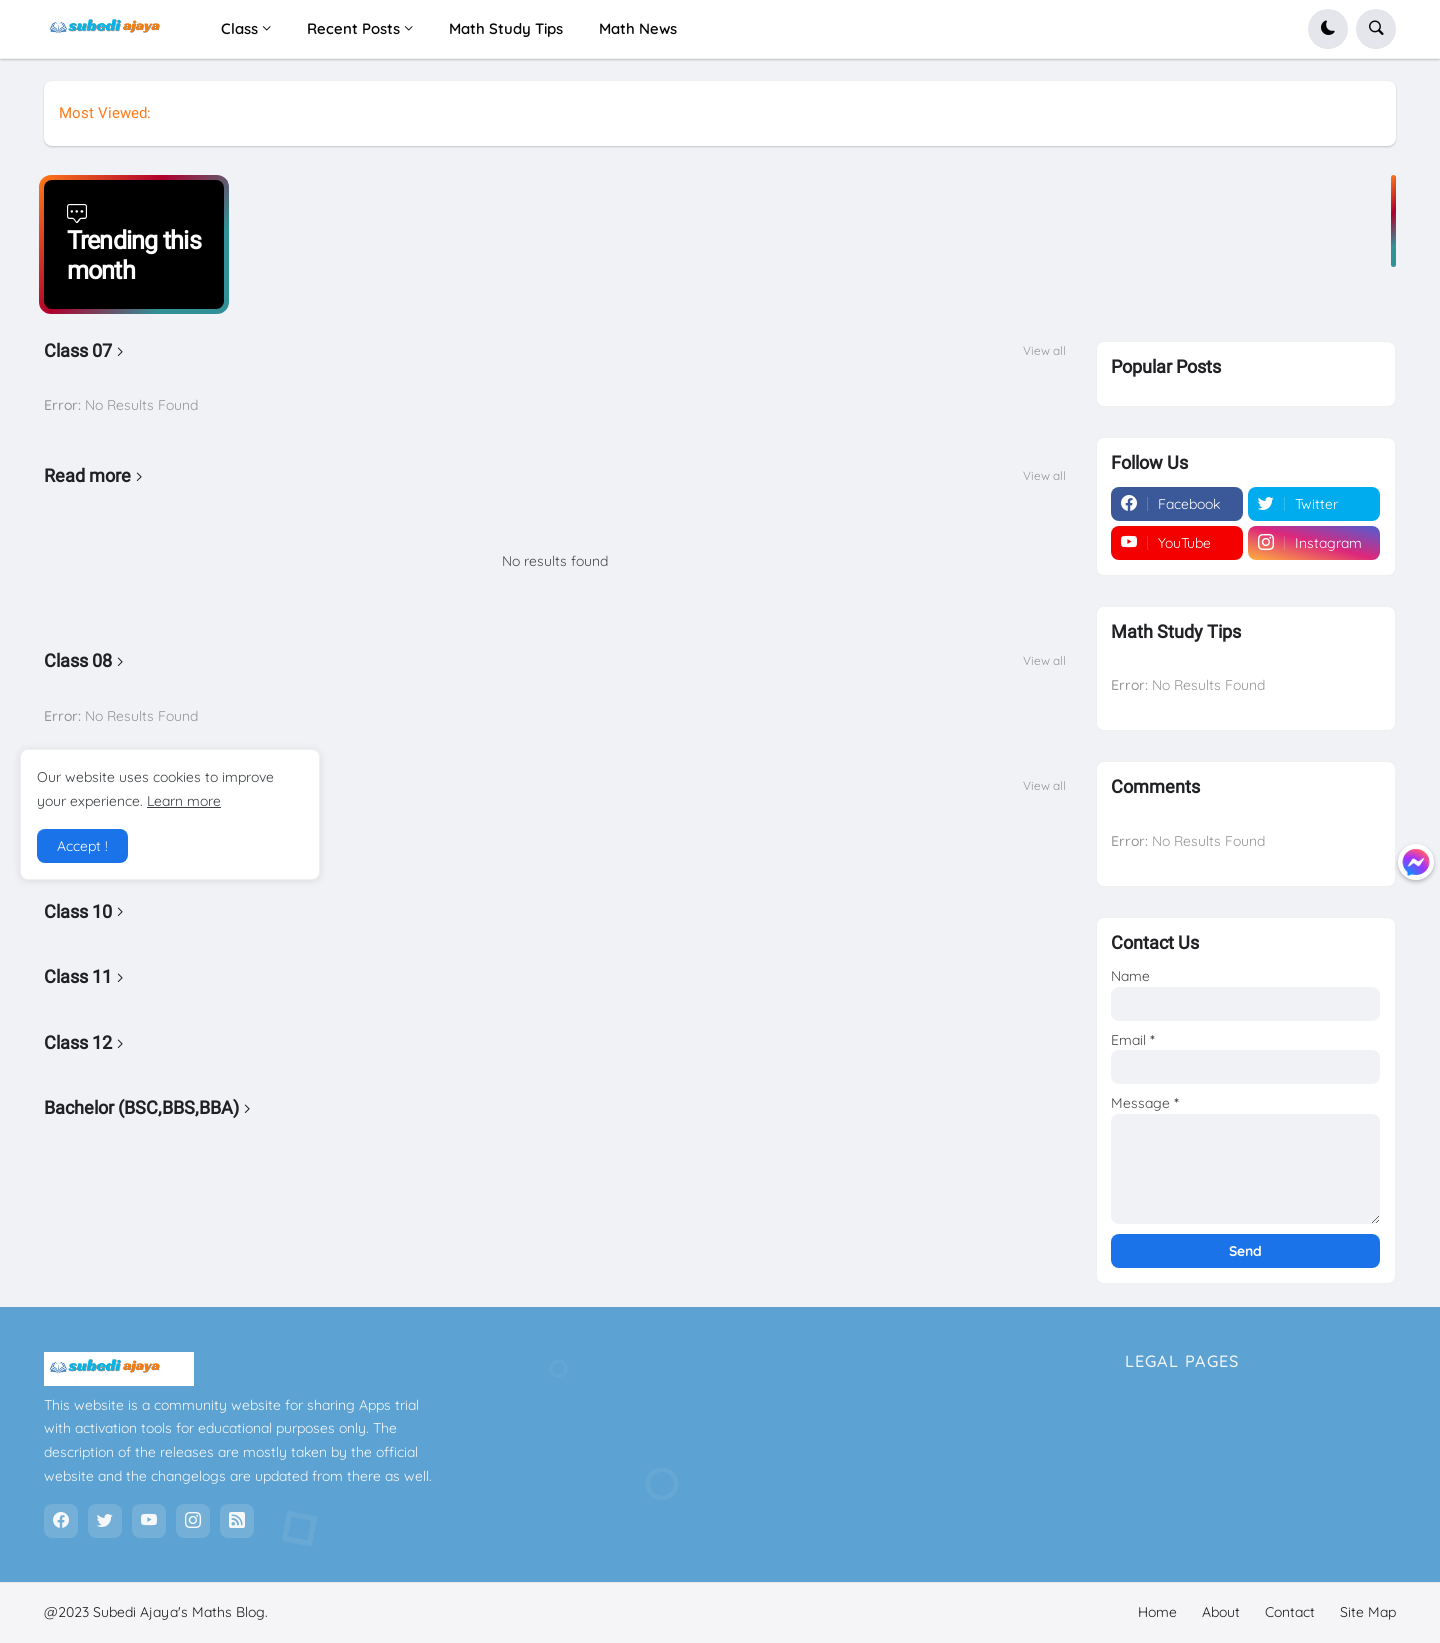 subedi ajaya
Class
Recent Posts
Math Study Tips
Math News
Most Viewed:
Trending this
month
Class 07
View all
Error: No Results Found
Read more
View all
No results found
Class 08
View all
Error: No Results Found
View all
Our website uses cookies to improve
your experience. Learn more
Accept !
Class 10
Class 11
Class 12
Bachelor (BSC,BBS,BBA)
Popular Posts
Follow Us
Facebook
Twitter
YouTube
Instagram
Math Study Tips
Error: No Results Found
Comments
Error: No Results Found
Contact Us
Name
Email *
Message *
Send
subedi ajaya
This website is a community website for sharing Apps trial
with activation tools for educational purposes only. The
description of the releases are mostly taken by the official
website and the changelogs are updated from there as well.
LEGAL PAGES
@2023 Subedi Ajaya's Maths Blog.
Home
About
Contact
Site Map